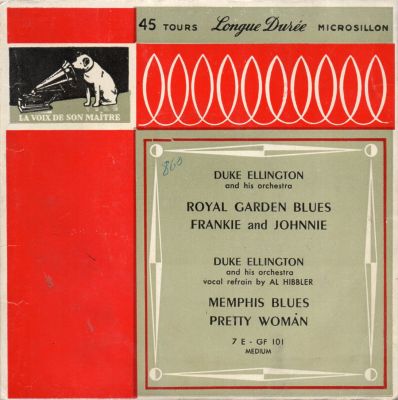 45 TOURS Longue Durée MICROSILLON
LA VOIX DE SON MAÎTRE
860
DUKE ELLINGTON
and his orchestra
ROYAL GARDEN BLUES
FRANKIE and JOHNNIE
DUKE ELLINGTON
and his orchestra
vocal refrain by AL HIBBLER
MEMPHIS BLUES
PRETTY WOMAN
7 E - GF 101
MEDIUM